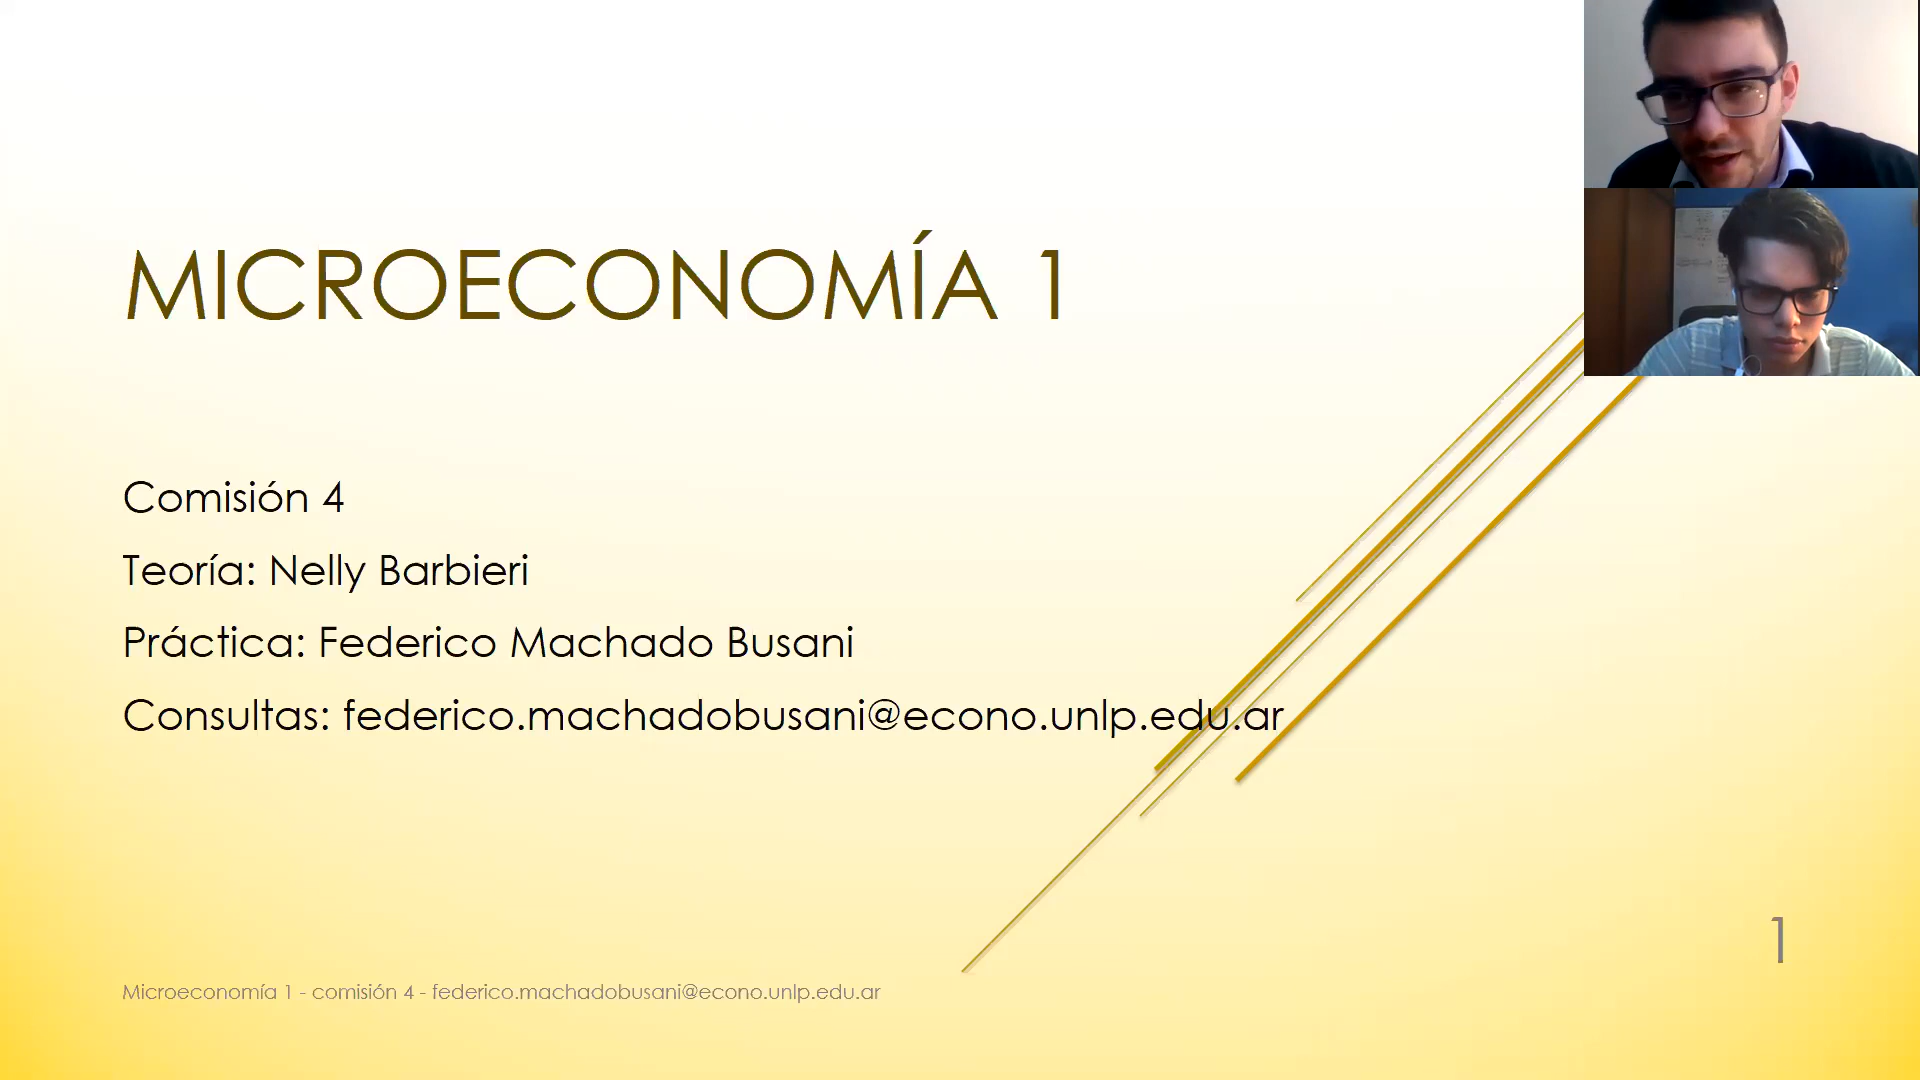 MICROECONOMÍA 1
Comisión 4
Teoría: Nelly Barbieri
Práctica: Federico Machado Busani
Consultas: federico.machadobusani@econo.unlp.edu.ar
1
Microeconomía 1 - comisión 4 - federico.machadobusani@econo.unlp.edu.ar